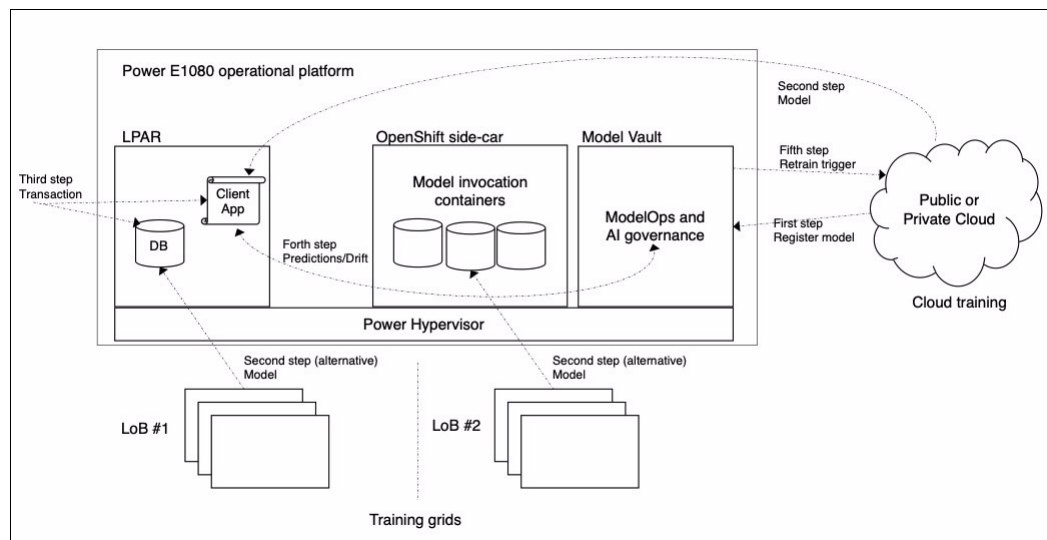 Power E1080 operational platform
Second step
Model
LPAR
OpenShift side-car
Model Vault
Fifth step
Retrain trigger
Third step
Transaction
Client
App
Model invocation
containers
Public or
Private Cloud
ModelOps and
AI governance
First step
Register model
DB
Forth step
Predictions/Drift
Cloud training
Power Hypervisor
Second step (alternative)
Model
Second step (alternative)
Model
LoB #1
LoB #2
Training grids